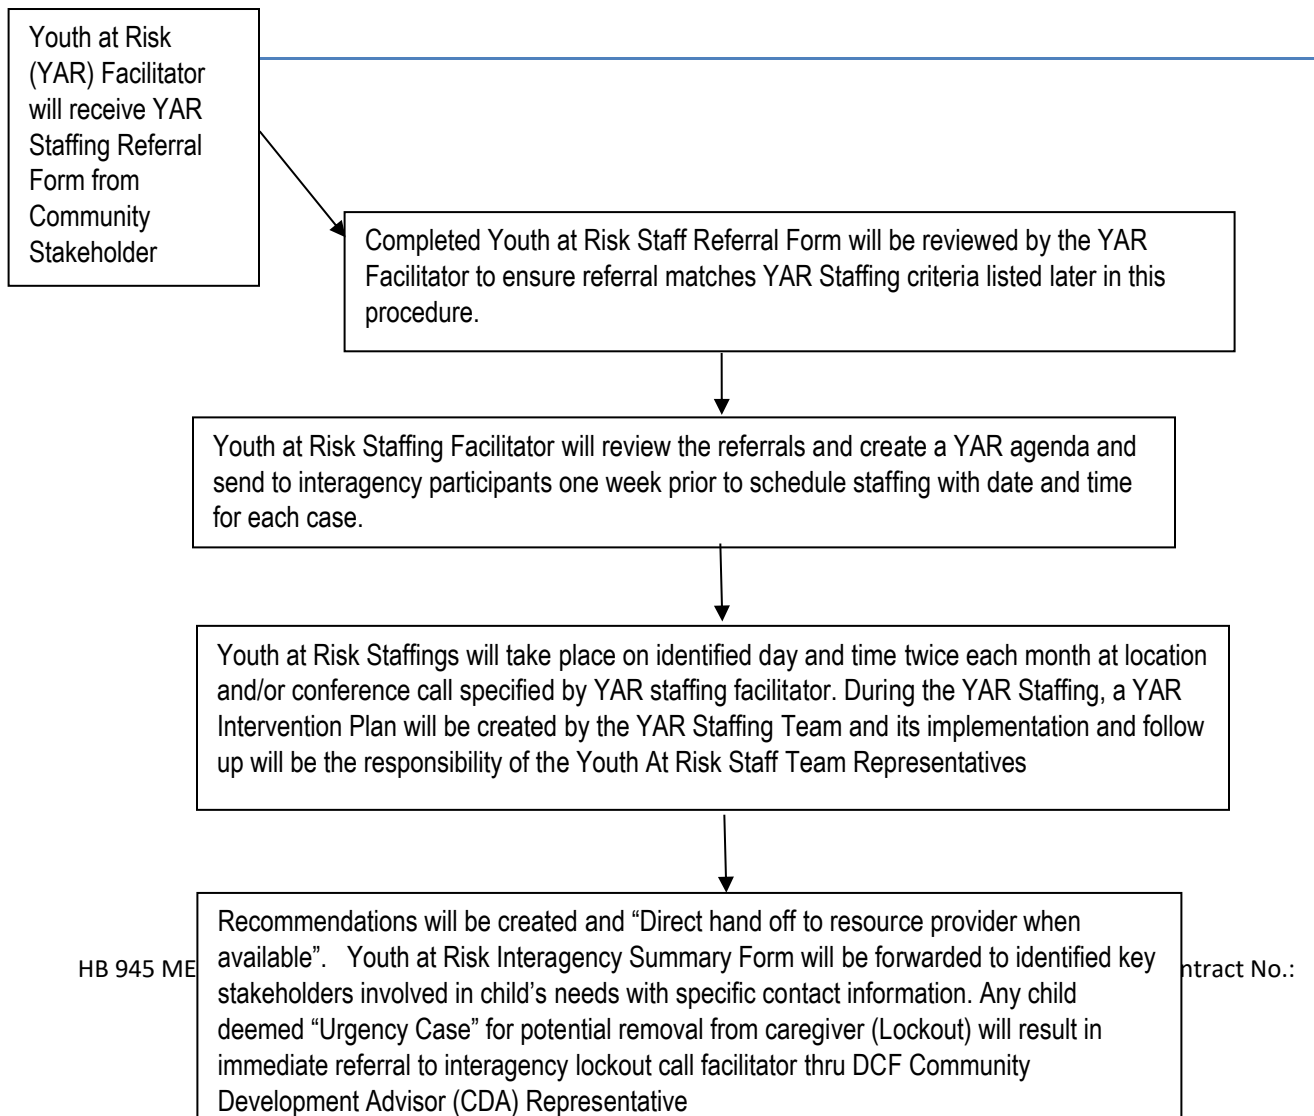 Youth at Risk
(YAR) Facilitator
will receive YAR
Staffing Referral
Form from
Community
Stakeholder
Completed Youth at Risk Staff Referral Form will be reviewed by the YAR
Facilitator to ensure referral matches YAR Staffing criteria listed later in this
procedure.
Youth at Risk Staffing Facilitator will review the referrals and create a YAR agenda and
send to interagency participants one week prior to schedule staffing with date and time
for each case.
Youth at Risk Staffings will take place on identified day and time twice each month at location
and/or conference call specified by YAR staffing facilitator. During the YAR Staffing, a YAR
Intervention Plan will be created by the YAR Staffing Team and its implementation and follow
up will be the responsibility of the Youth At Risk Staff Team Representatives
Recommendations will be created and “Direct hand off to resource provider when
available”.   Youth at Risk Interagency Summary Form will be forwarded to identified key
stakeholders involved in child’s needs with specific contact information. Any child
deemed “Urgency Case” for potential removal from caregiver (Lockout) will result in
immediate referral to interagency lockout call facilitator thru DCF Community
Development Advisor (CDA) Representative
HB 945 ME
ntract No.: